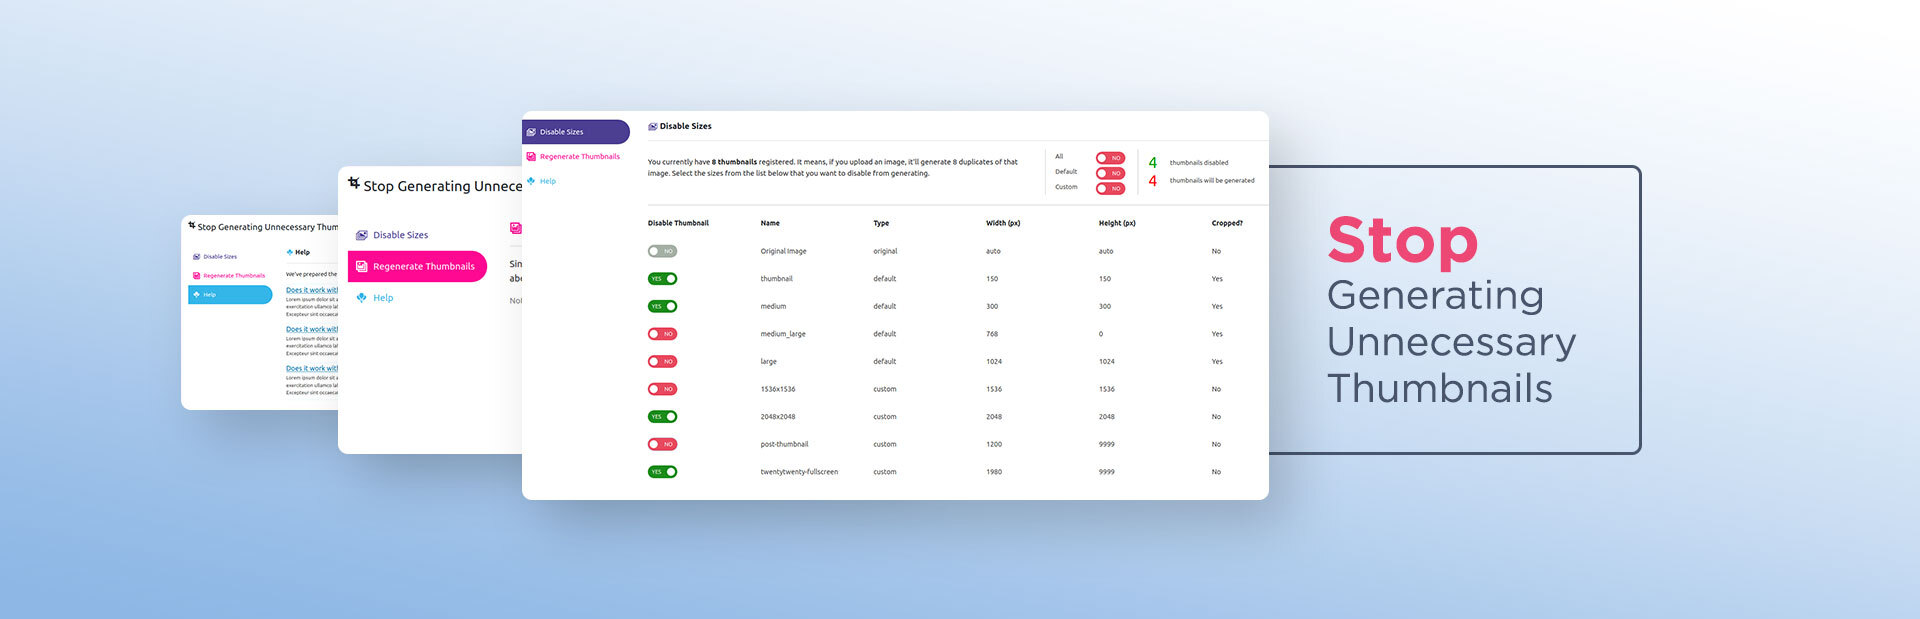 Stop Generating Unnecessary Thum
Disable Sizes
Regenerate Thumbnails
Help
Help
We've prepared the
Does it work with
Lorem ipsum dolor sit a
exercitation ullamco la
Excepteur sint occaecat
Does it work with
Lorem ipsum dolor sit a
exercitation ullamco la
Excepteur sint occaecat
Does it work with
Lorem ipsum dolor sit a
exercitation ullamco la
Excepteur sint occaecat
Stop Generating Unnece
Disable Sizes
Regenerate Thumbnails
Help
Sim
abo
Not
Disable Sizes
Regenerate Thumbnails
Help
Disable Sizes
You currently have 8 thumbnails registered. It means, if you upload an image, it'll generate 8 duplicates of that
image. Select the sizes from the list below that you want to disable from generating.
All NO
Default NO
Custom NO
4 thumbnails disabled
4 thumbnails will be generated
Disable Thumbnail Name Type Width (px) Height (px) Cropped?
NO Original Image original auto auto No
YES thumbnail default 150 150 Yes
YES medium default 300 300 Yes
NO medium_large default 768 0 Yes
NO large default 1024 1024 Yes
NO 1536x1536 custom 1536 1536 No
YES 2048x2048 custom 2048 2048 No
NO post-thumbnail custom 1200 9999 No
YES twentytwenty-fullscreen custom 1980 9999 No
Stop
Generating
Unnecessary
Thumbnails